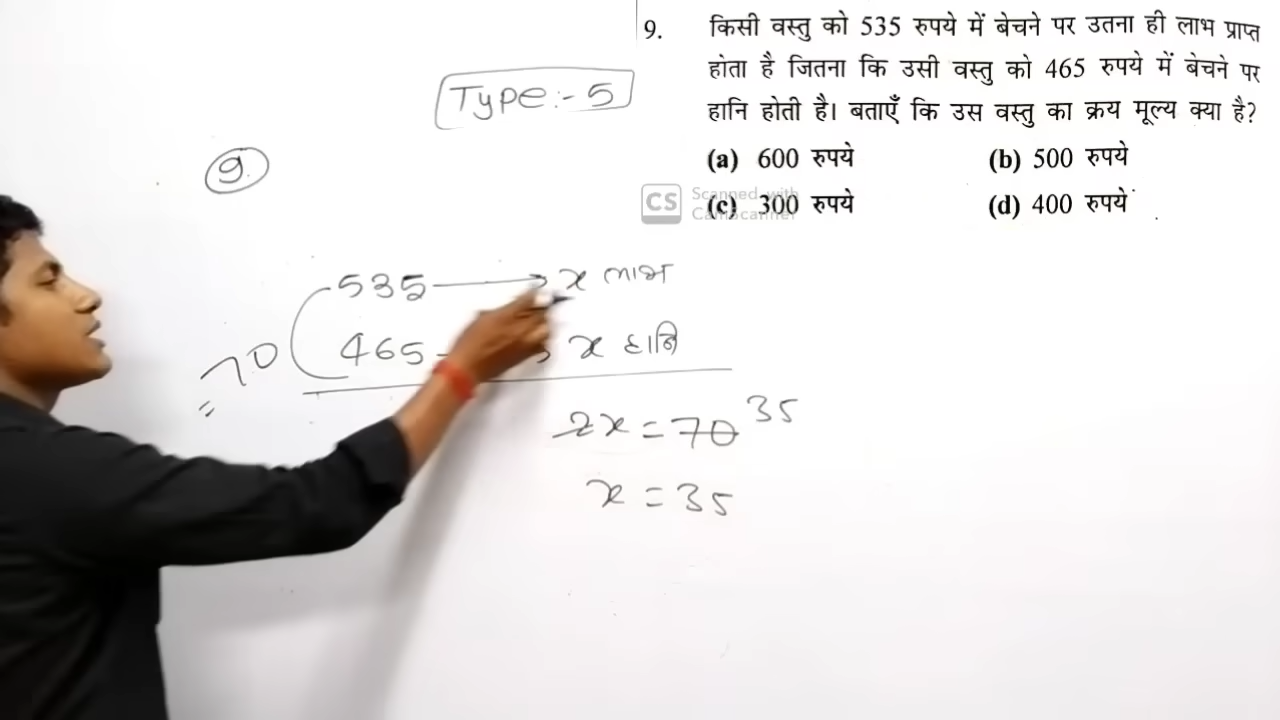 9. किसी वस्तु को 535 रुपये में बेचने पर उतना ही लाभ प्राप्त
होता है जितना कि उसी वस्तु को 465 रुपये में बेचने पर
हानि होती है। बताएँ कि उस वस्तु का क्रय मूल्य क्या है?
(a) 600 रुपये (b) 500 रुपये
(c) 300 रुपये (d) 400 रुपये
CS Scanned with
CamScanner
Type:- 5
9.
535 → x लाभ
465 → x हानि
70
=
2x = 70 35
x = 35